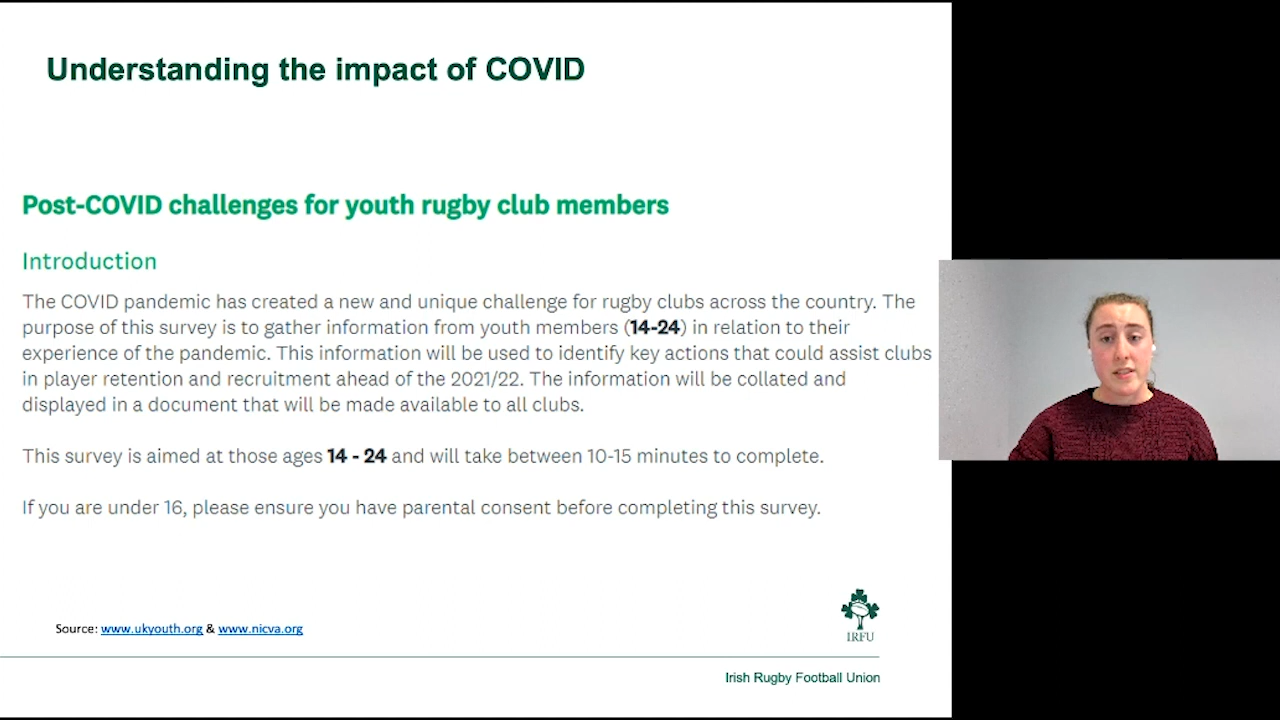 Understanding the impact of COVID
Post-COVID challenges for youth rugby club members
Introduction
The COVID pandemic has created a new and unique challenge for rugby clubs across the country. The
purpose of this survey is to gather information from youth members (14-24) in relation to their
experience of the pandemic. This information will be used to identify key actions that could assist clubs
in player retention and recruitment ahead of the 2021/22. The information will be collated and
displayed in a document that will be made available to all clubs.
This survey is aimed at those ages 14 - 24 and will take between 10-15 minutes to complete.
If you are under 16, please ensure you have parental consent before completing this survey.
Source: www.ukyouth.org & www.nicva.org
IRFU
Irish Rugby Football Union